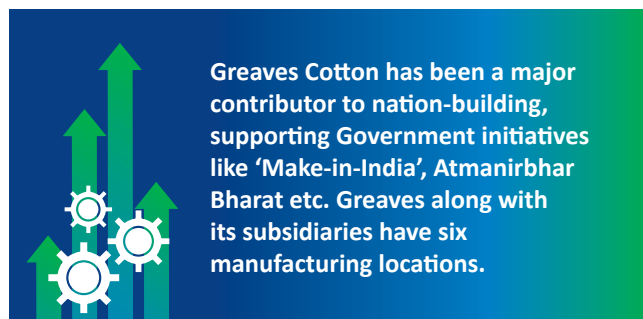 Greaves Cotton has been a major
contributor to nation-building,
supporting Government initiatives
like ‘Make-in-India’, Atmanirbhar
Bharat etc. Greaves along with
its subsidiaries have six
manufacturing locations.